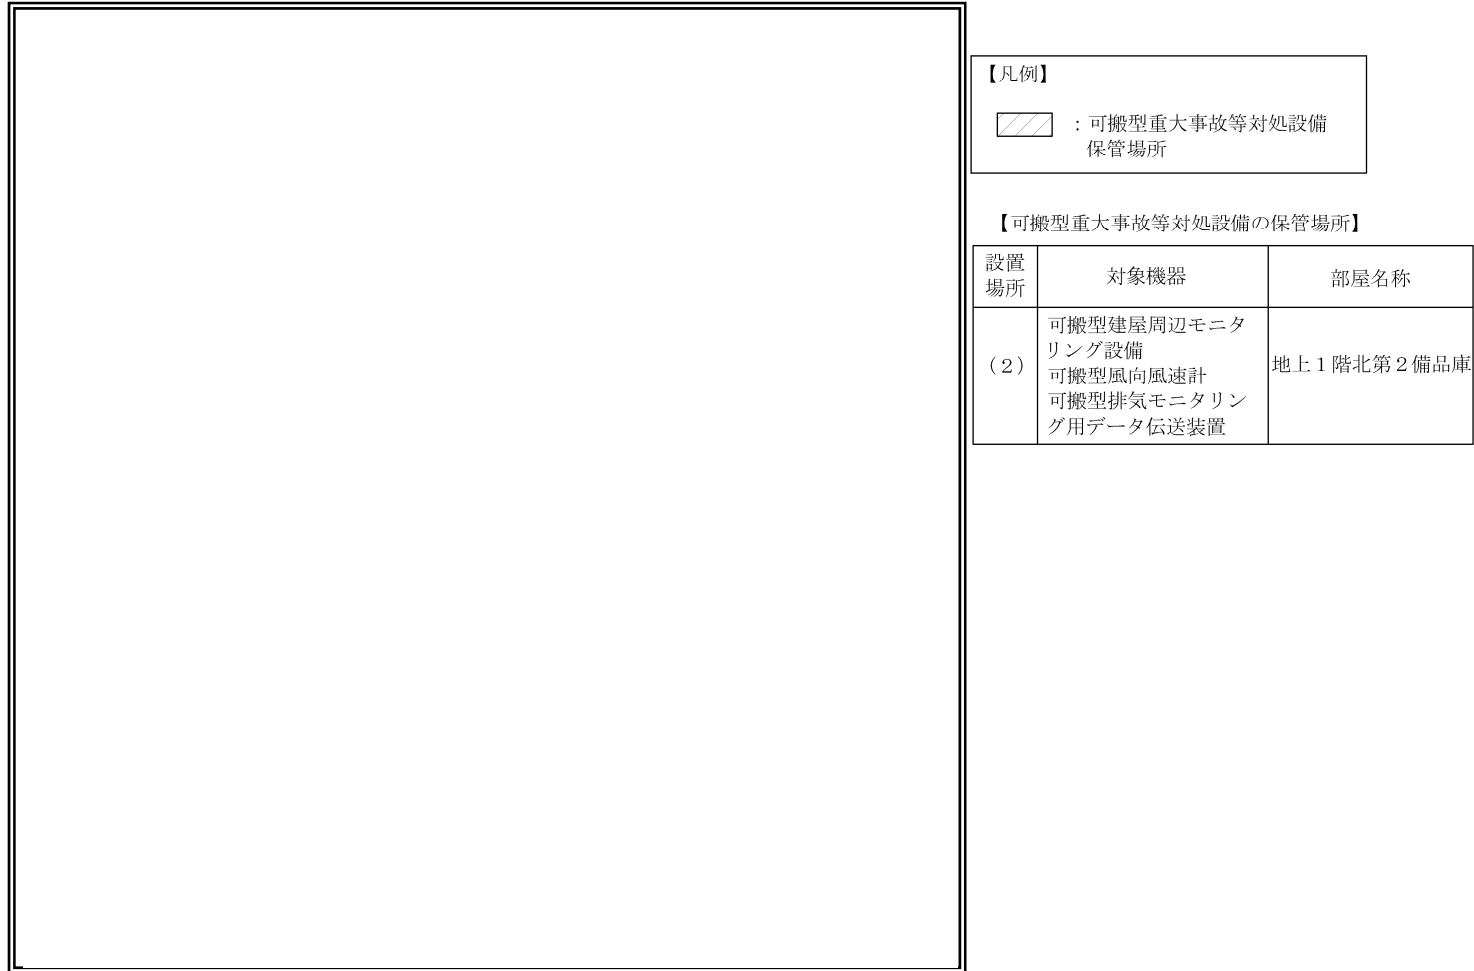 【凡例】
：可搬型重大事故等対処設備
保管場所
【可搬型重大事故等対処設備の保管場所】
設置
場所
対象機器
部屋名称
（２）
可搬型建屋周辺モニタ
リング設備
可搬型風向風速計
可搬型排気モニタリン
グ用データ伝送装置
地上１階北第２備品庫